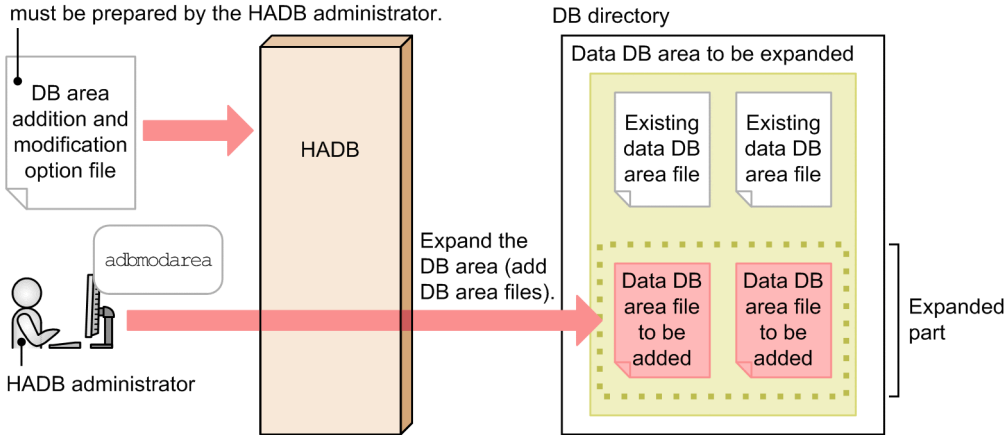 must be prepared by the HADB administrator.
DB area
addition and
modification
option file
HADB
adbmodarea
HADB administrator
Expand the
DB area (add
DB area files).
DB directory
Data DB area to be expanded
Existing
data DB
area file
Existing
data DB
area file
Data DB
area file
to be
added
Data DB
area file
to be
added
Expanded
part